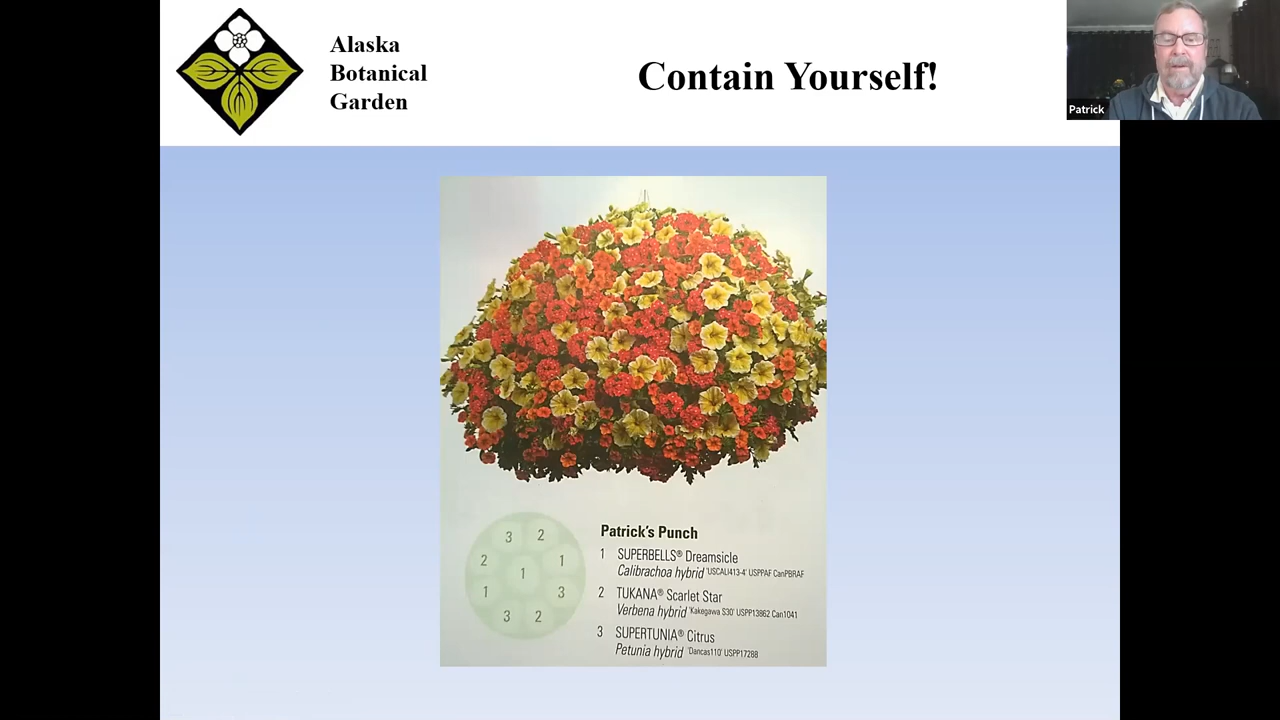 Alaska
Botanical
Garden
Contain Yourself!
Patrick
3 2
2 1
1
1 3
3 2
Patrick's Punch
1 SUPERBELLS® Dreamsicle
Calibrachoa hybrid 'USCALI413-4' USPPAF CanPBRAF
2 TUKANA® Scarlet Star
Verbena hybrid 'Kakegawa S30' USPP13862 Can1041
3 SUPERTUNIA® Citrus
Petunia hybrid 'Dancas110' USPP17288